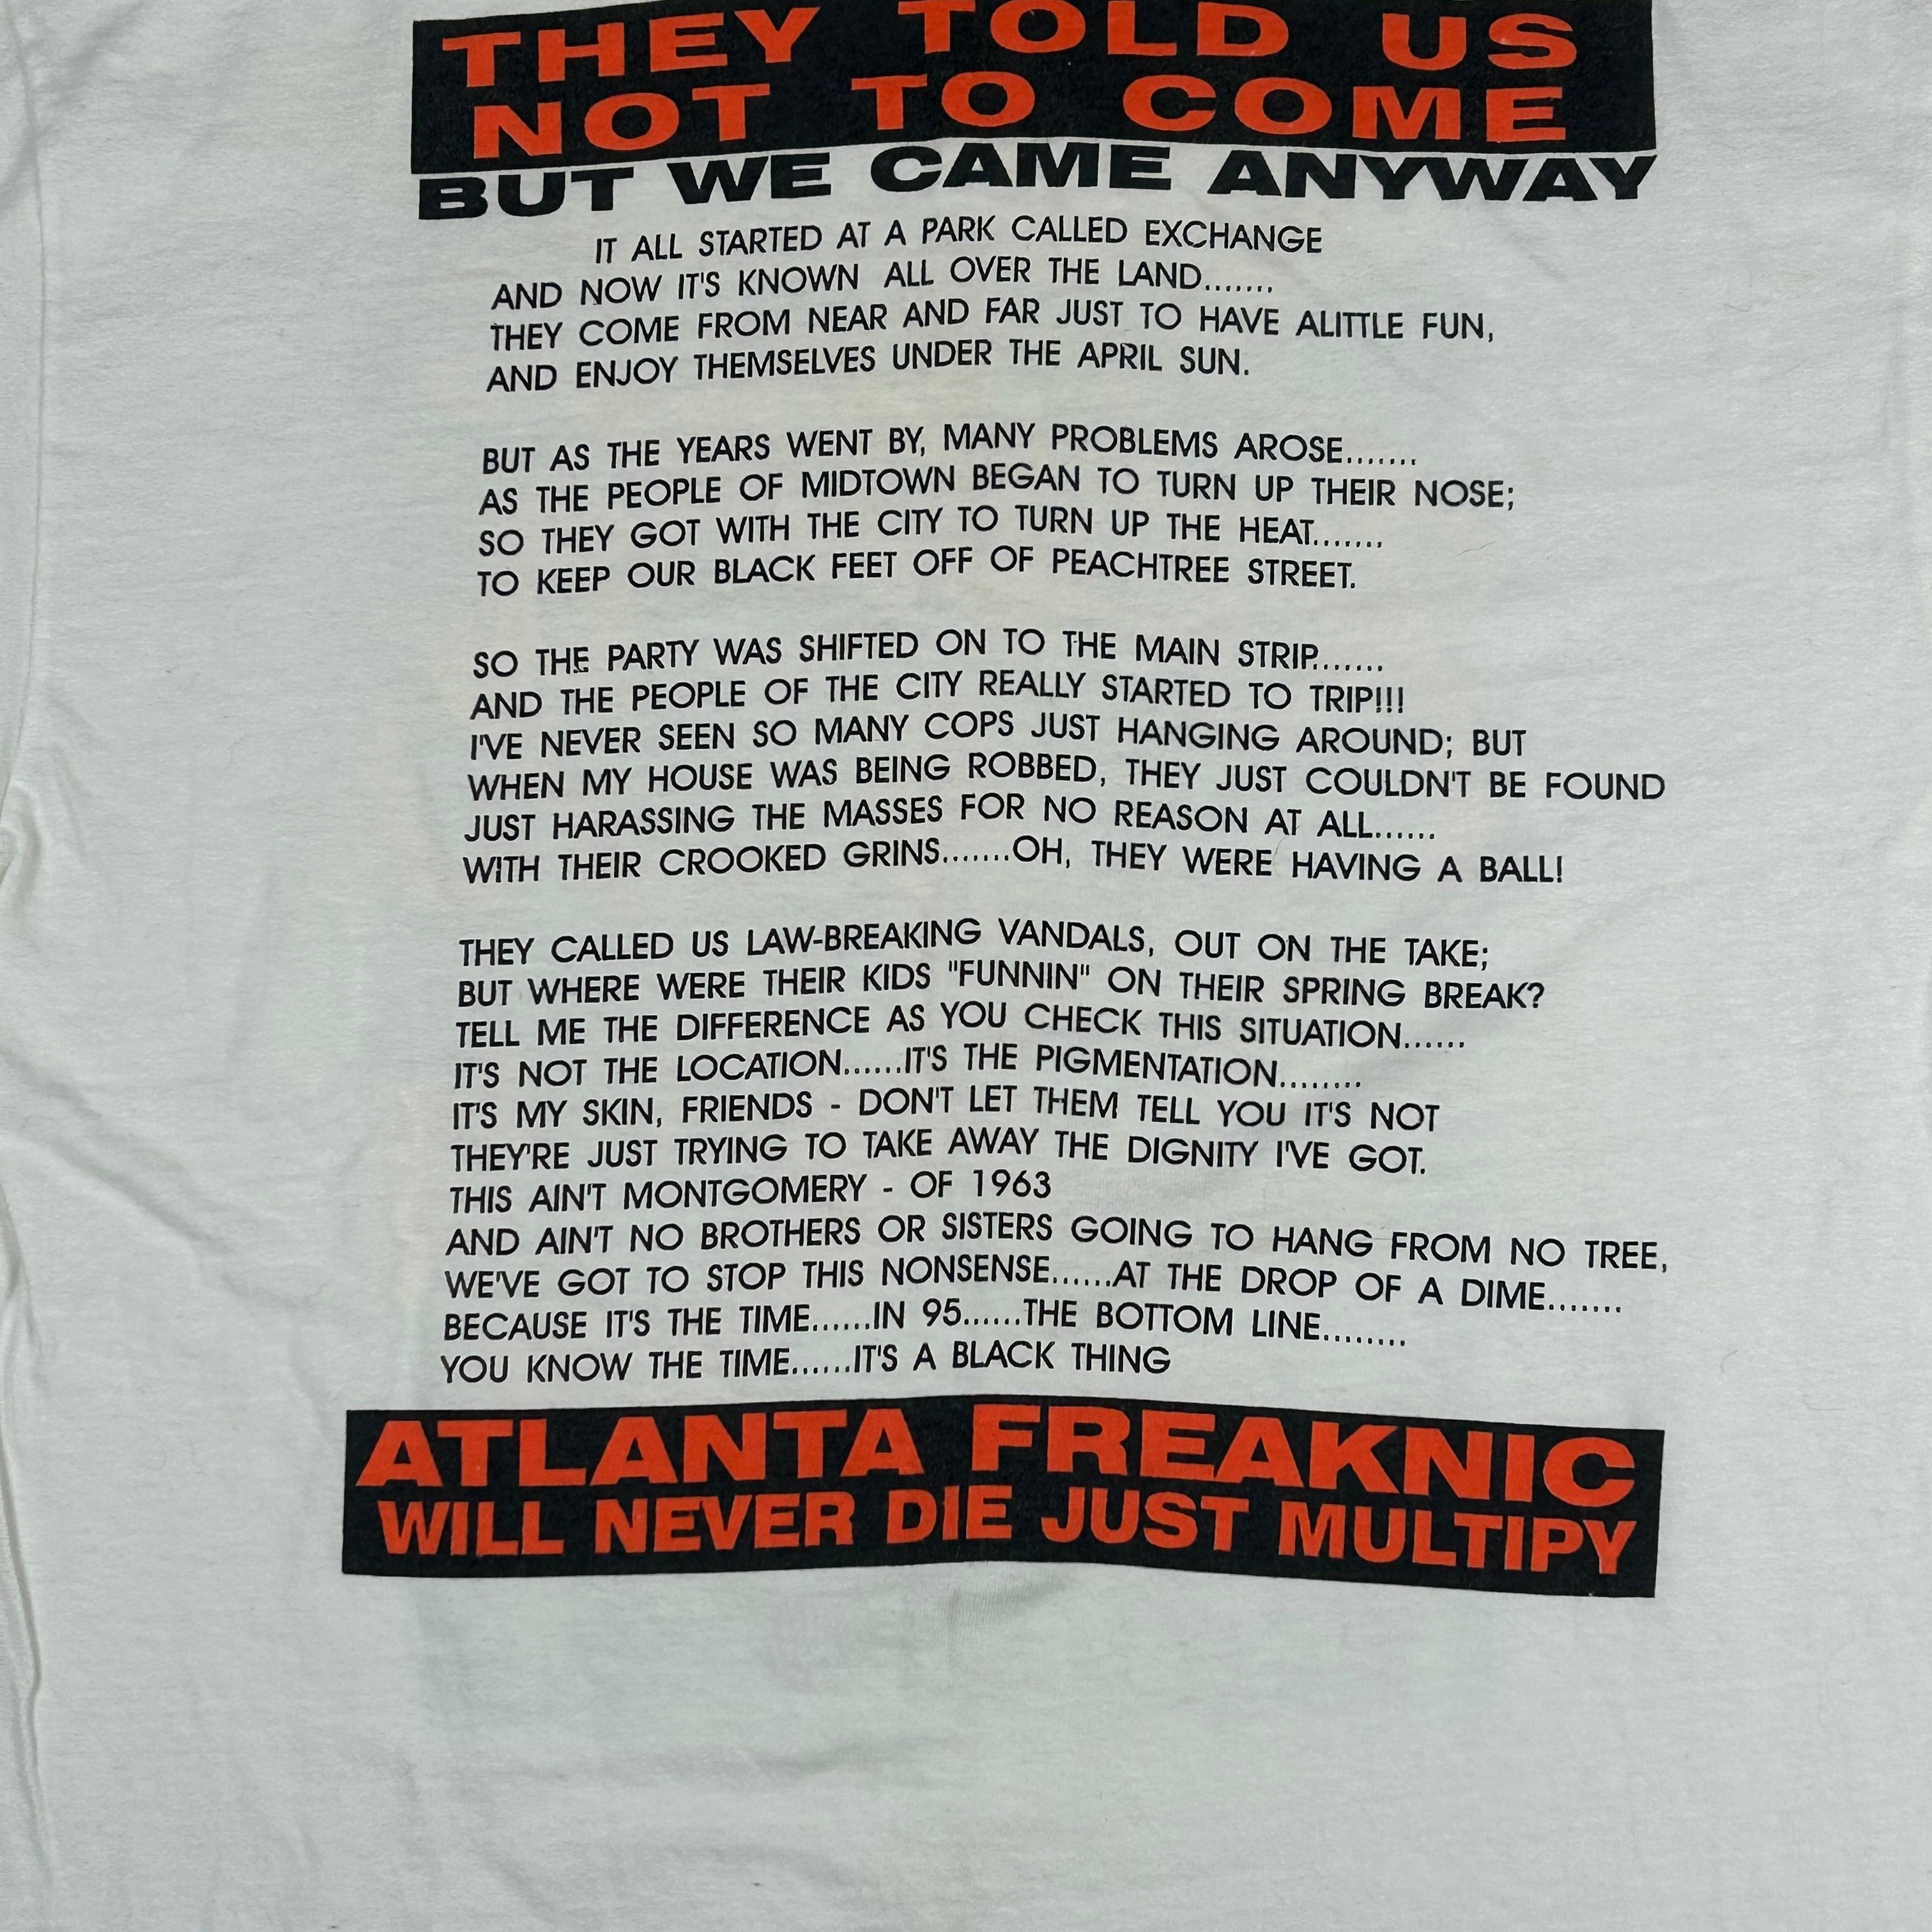 THEY TOLD US
NOT TO COME
BUT WE CAME ANYWAY
IT ALL STARTED AT A PARK CALLED EXCHANGE
AND NOW IT'S KNOWN ALL OVER THE LAND.......
THEY COME FROM NEAR AND FAR JUST TO HAVE ALITTLE FUN,
AND ENJOY THEMSELVES UNDER THE APRIL SUN.
BUT AS THE YEARS WENT BY, MANY PROBLEMS AROSE.......
AS THE PEOPLE OF MIDTOWN BEGAN TO TURN UP THEIR NOSE;
SO THEY GOT WITH THE CITY TO TURN UP THE HEAT.......
TO KEEP OUR BLACK FEET OFF OF PEACHTREE STREET.
SO THE PARTY WAS SHIFTED ON TO THE MAIN STRIP.......
AND THE PEOPLE OF THE CITY REALLY STARTED TO TRIP!!!
I'VE NEVER SEEN SO MANY COPS JUST HANGING AROUND; BUT
WHEN MY HOUSE WAS BEING ROBBED, THEY JUST COULDN'T BE FOUND
JUST HARASSING THE MASSES FOR NO REASON AT ALL......
WITH THEIR CROOKED GRINS.......OH, THEY WERE HAVING A BALL!
THEY CALLED US LAW-BREAKING VANDALS, OUT ON THE TAKE;
BUT WHERE WERE THEIR KIDS "FUNNIN" ON THEIR SPRING BREAK?
TELL ME THE DIFFERENCE AS YOU CHECK THIS SITUATION......
IT'S NOT THE LOCATION......IT'S THE PIGMENTATION........
IT'S MY SKIN, FRIENDS - DON'T LET THEM TELL YOU IT'S NOT
THEY'RE JUST TRYING TO TAKE AWAY THE DIGNITY I'VE GOT.
THIS AIN'T MONTGOMERY - OF 1963
AND AIN'T NO BROTHERS OR SISTERS GOING TO HANG FROM NO TREE,
WE'VE GOT TO STOP THIS NONSENSE......AT THE DROP OF A DIME.......
BECAUSE IT'S THE TIME......IN 95......THE BOTTOM LINE........
YOU KNOW THE TIME......IT'S A BLACK THING
ATLANTA FREAKNIC
WILL NEVER DIE JUST MULTIPY